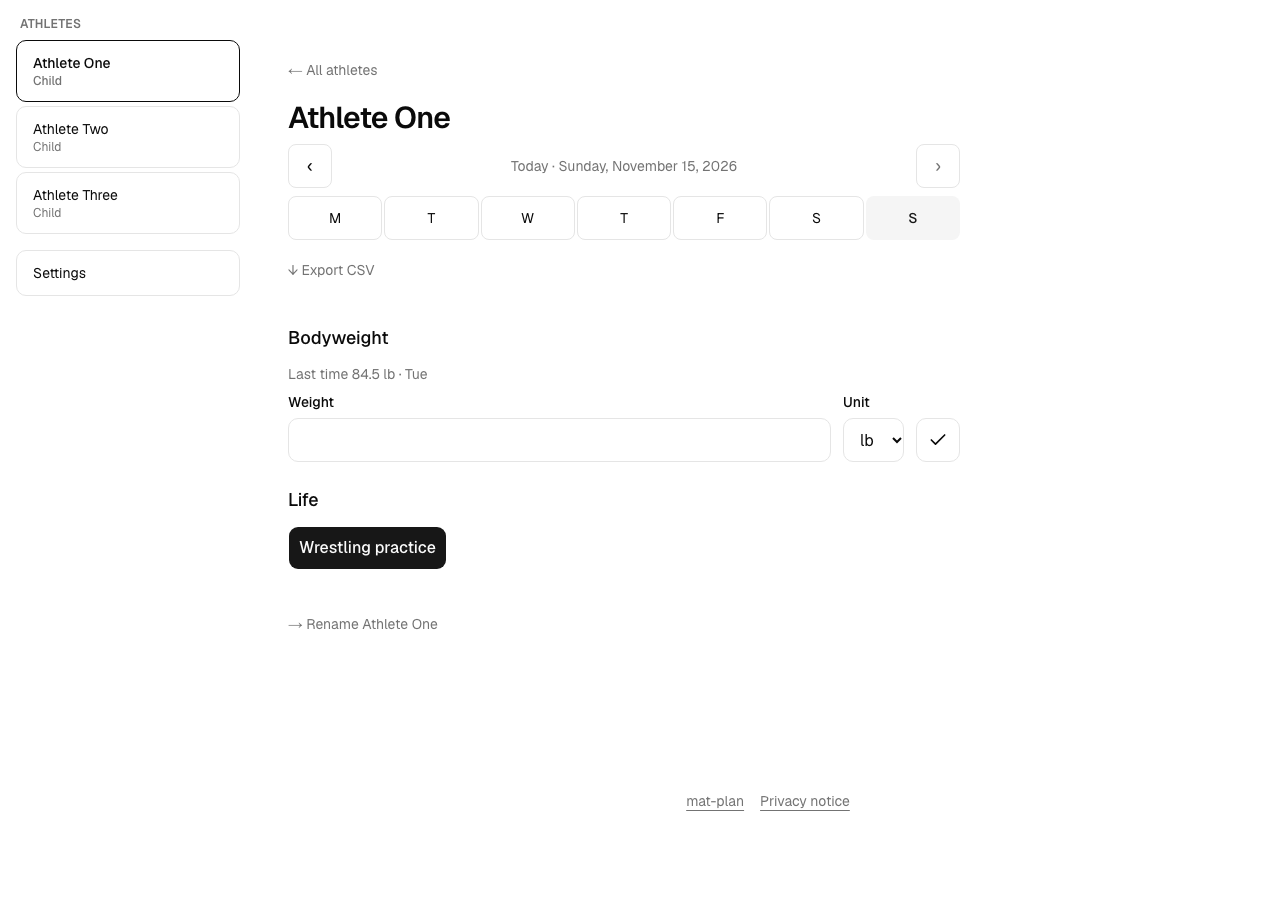 ATHLETES
Athlete One
Child
Athlete Two
Child
Athlete Three
Child
Settings
← All athletes
Athlete One
‹ Today · Sunday, November 15, 2026 ›
M T W T F S S
↓ Export CSV
Bodyweight
Last time 84.5 lb · Tue
Weight Unit
lb
Life
Wrestling practice
→ Rename Athlete One
mat-plan Privacy notice